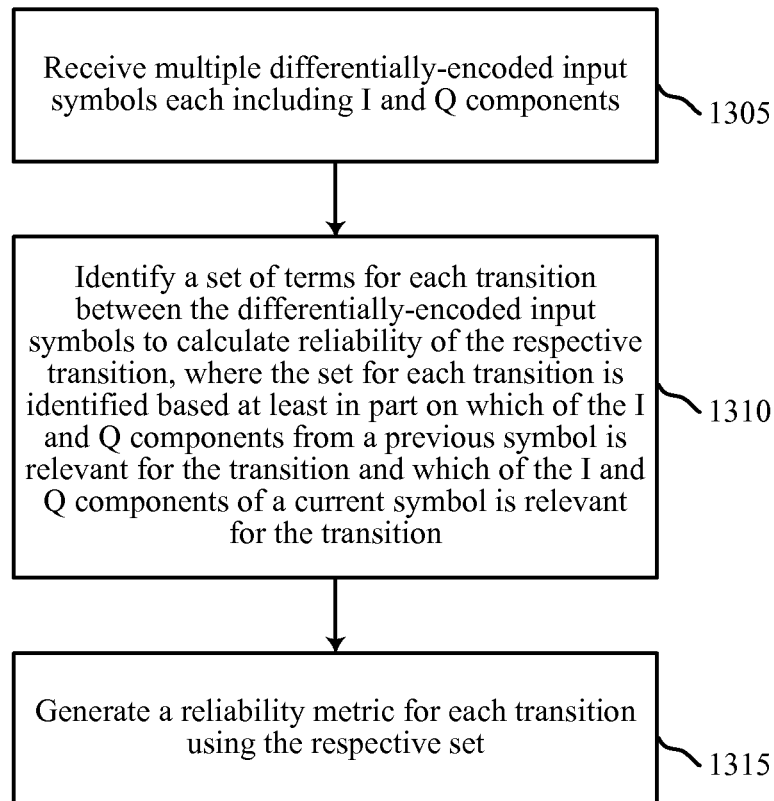 Receive multiple differentially-encoded input
symbols each including I and Q components
1305
Identify a set of terms for each transition
between the differentially-encoded input
symbols to calculate reliability of the respective
transition, where the set for each transition is
identified based at least in part on which of the I
and Q components from a previous symbol is
relevant for the transition and which of the I and
Q components of a current symbol is relevant
for the transition
1310
Generate a reliability metric for each transition
using the respective set
1315